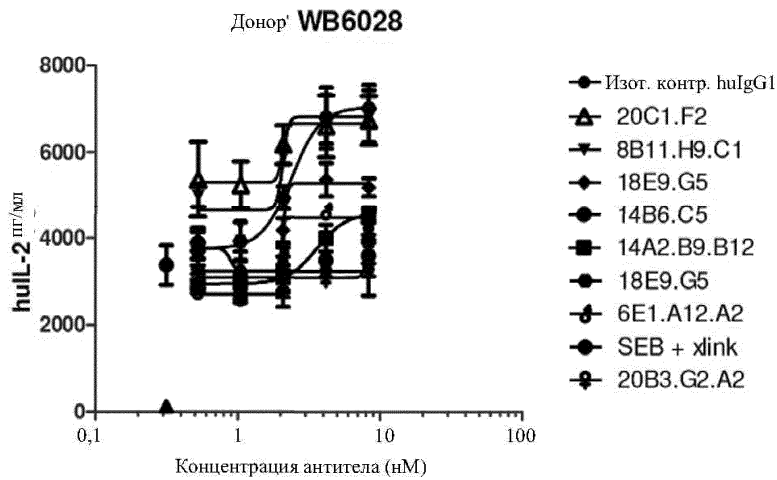 Донор' WB6028
8000
6000
4000
2000
0
huIL-2 пг/мл
0,1
1
10
100
Концентрация антитела (нМ)
Изот. контр. huIgG1
20C1.F2
8B11.H9.C1
18E9.G5
14B6.C5
14A2.B9.B12
18E9.G5
6E1.A12.A2
SEB + xlink
20B3.G2.A2